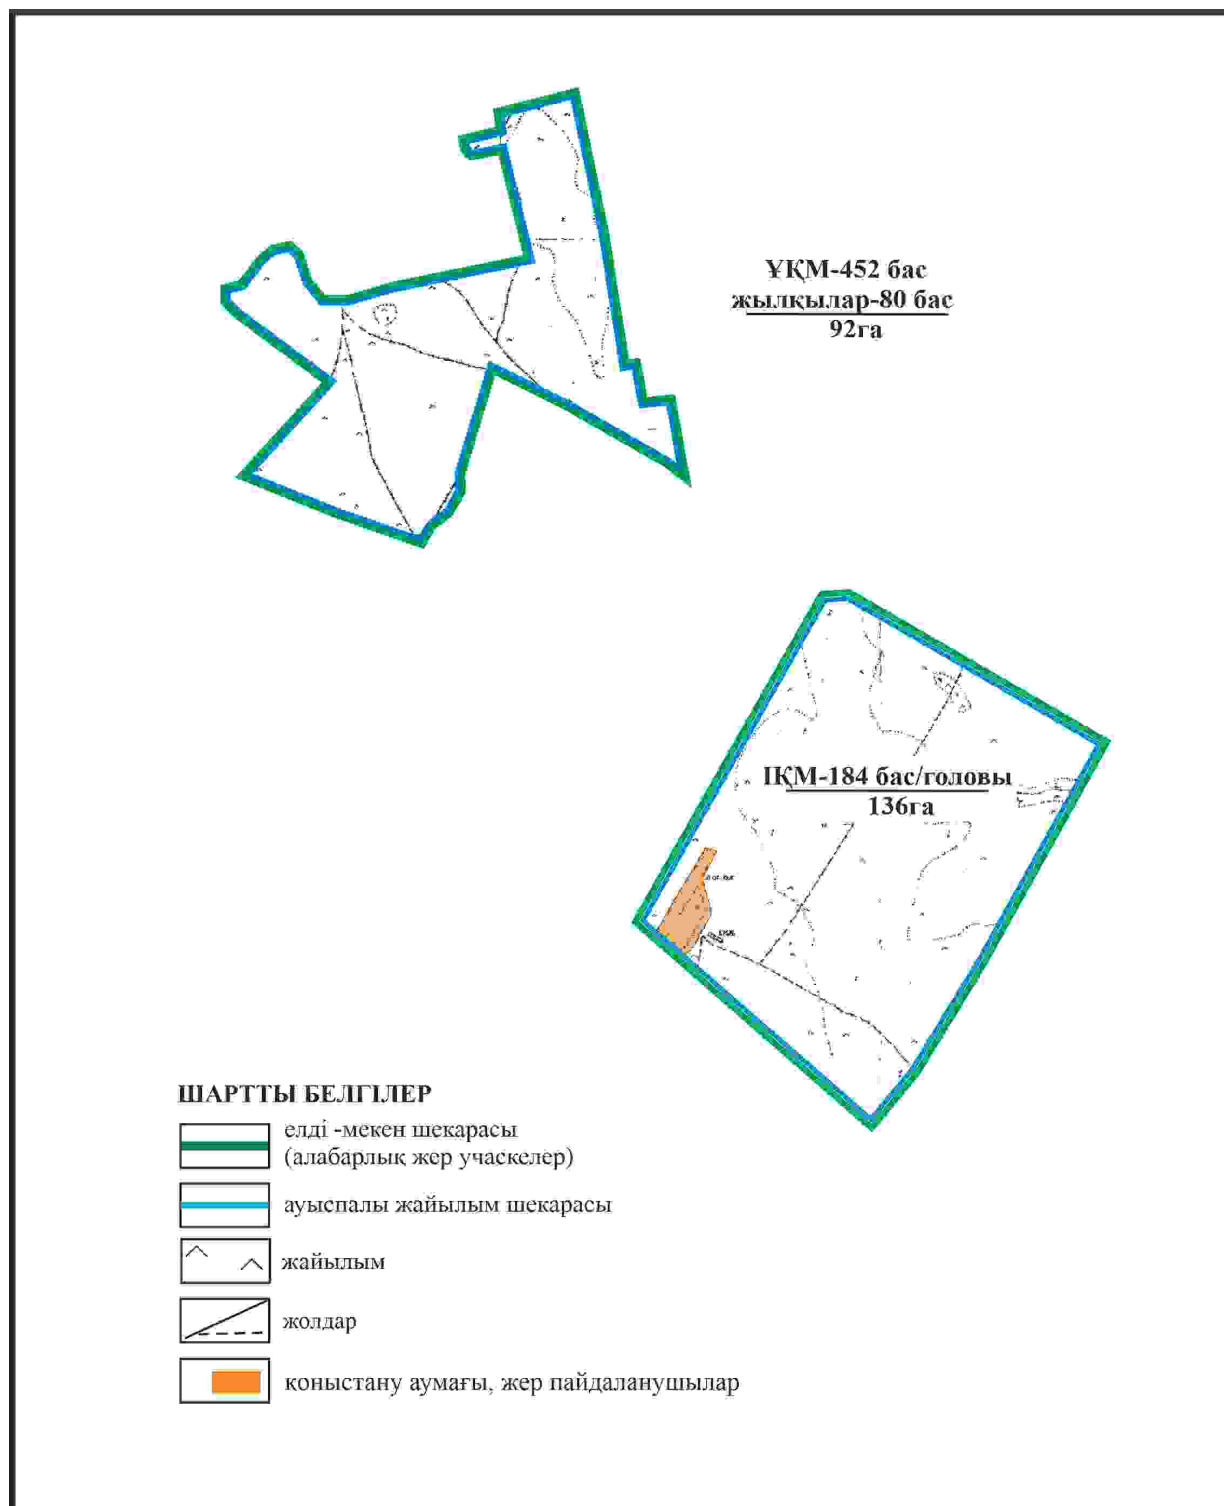 ҰҚМ-452 бас
жылқылар-80 бас
92га
ІҚМ-184 бас/головы
136га
ШАРТТЫ БЕЛГІЛЕР
елді -мекен шекарасы
(алабарлық жер учаскелер)
ауыспалы жайылым шекарасы
жайылым
жолдар
қоныстану аумағы, жер пайдаланушылар